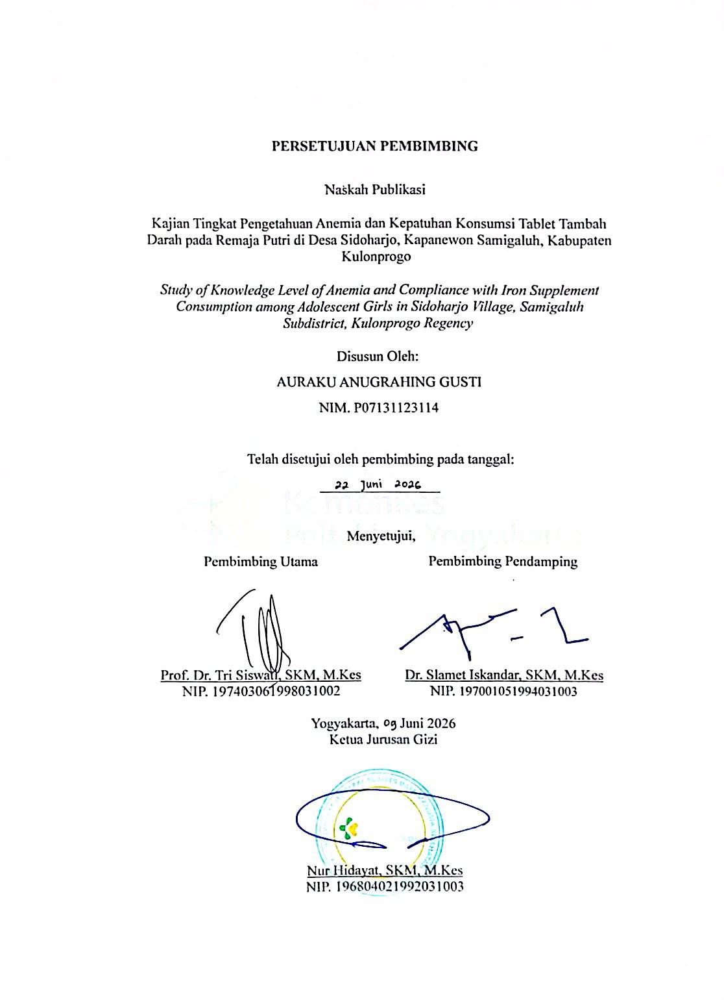 PERSETUJUAN PEMBIMBING
Naskah Publikasi
Kajian Tingkat Pengetahuan Anemia dan Kepatuhan Konsumsi Tablet Tambah
Darah pada Remaja Putri di Desa Sidoharjo, Kapanewon Samigaluh, Kabupaten
Kulonprogo
Study of Knowledge Level of Anemia and Compliance with Iron Supplement
Consumption among Adolescent Girls in Sidoharjo Village, Samigaluh
Subdistrict, Kulonprogo Regency
Disusun Oleh:
AURAKU ANUGRAHING GUSTI
NIM. P07131123114
Telah disetujui oleh pembimbing pada tanggal:
22 Juni 2026
Kemenkes
Poltekkes Yogyakarta
Menyetujui,
Pembimbing Utama Pembimbing Pendamping
Prof. Dr. Tri Siswati, SKM, M.Kes Dr. Slamet Iskandar, SKM, M.Kes
NIP. 197403061998031002 NIP. 197001051994031003
Yogyakarta, 09 Juni 2026
Ketua Jurusan Gizi
Nur Hidayat, SKM, M.Kes
NIP. 196804021992031003